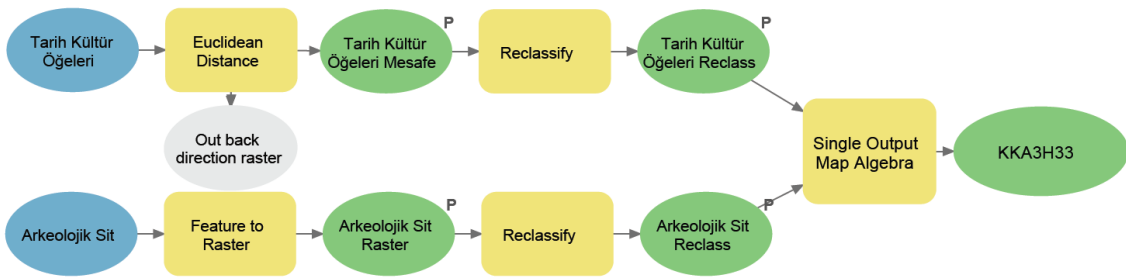 P
P
Tarih Kültür
Öğeleri
Euclidean
Distance
Tarih Kültür
Öğeleri Mesafe
Reclassify
Tarih Kültür
Öğeleri Reclass
Out back
direction raster
Single Output
Map Algebra
KKA3H33
P
P
Arkeolojik Sit
Feature to
Raster
Arkeolojik Sit
Raster
Reclassify
Arkeolojik Sit
Reclass